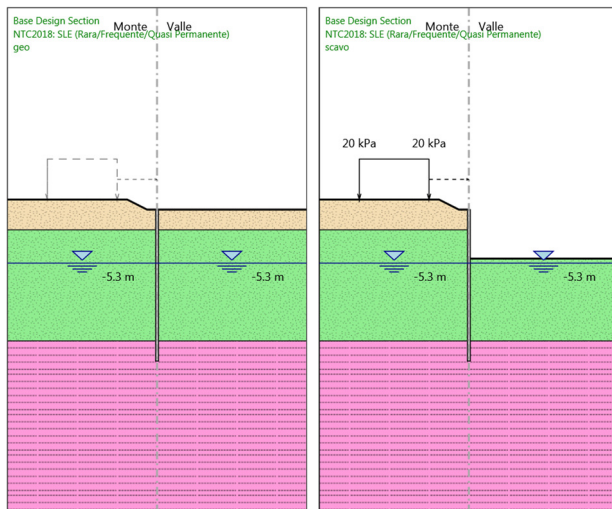 Base Design Section
NTC2018: SLE (Rara/Frequente/Quasi Permanente)
geo
Monte Valle
-5.3 m
-5.3 m
Base Design Section
NTC2018: SLE (Rara/Frequente/Quasi Permanente)
scavo
Monte Valle
20 kPa
20 kPa
-5.3 m
-5.3 m